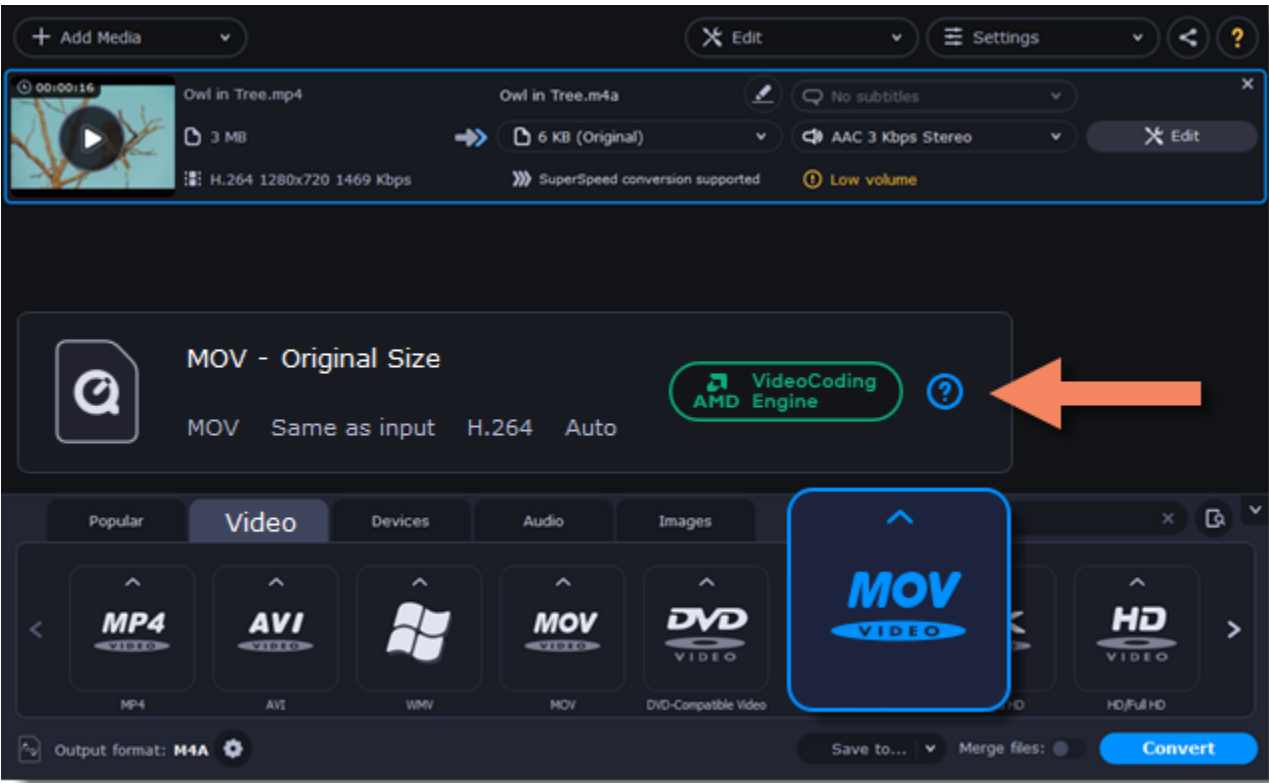 Add Media
Edit
Settings
?
00:00:16
Owl in Tree.mp4
Owl in Tree.m4a
No subtitles
3 MB
6 KB (Original)
AAC 3 Kbps Stereo
Edit
H.264 1280x720 1469 Kbps
SuperSpeed conversion supported
Low volume
MOV - Original Size
MOV Same as input H.264 Auto
AMD
VideoCoding
Engine
?
Popular
Video
Devices
Audio
Images
MP4
VIDEO
AVI
VIDEO
MOV
VIDEO
DVD
VIDEO
MOV
VIDEO
HD
VIDEO
MP4
AVI
WMV
MOV
DVD-Compatible Video
HD
HD/Full HD
Output format: M4A
Save to...
Merge files:
Convert